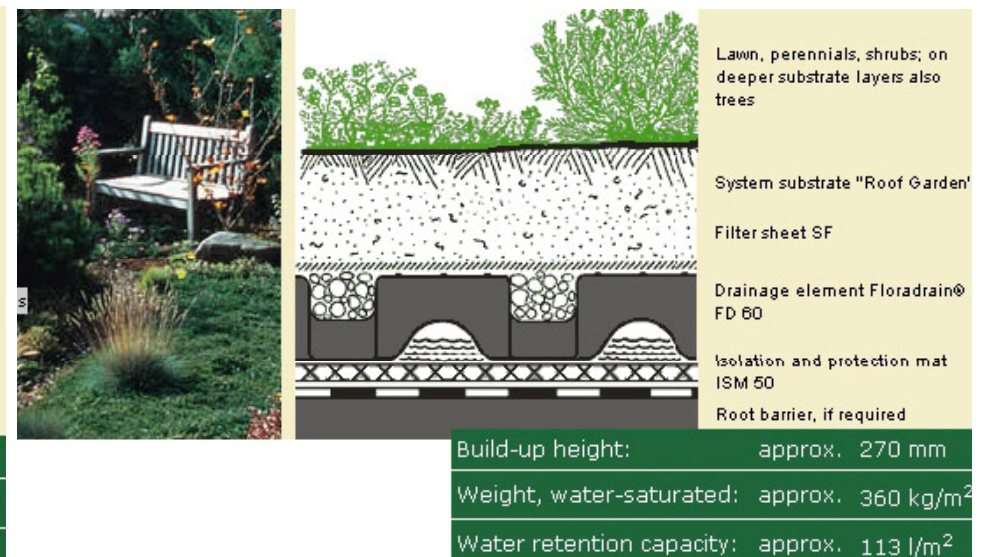 Lawn, perennials, shrubs; on
deeper substrate layers also
trees
System substrate "Roof Garden"
Filter sheet SF
s
Drainage element Floradrain®
FD 60
Isolation and protection mat
ISM 50
Root barrier, if required
Build-up height: approx. 270 mm
Weight, water-saturated: approx. 360 kg/m²
Water retention capacity: approx. 113 l/m²